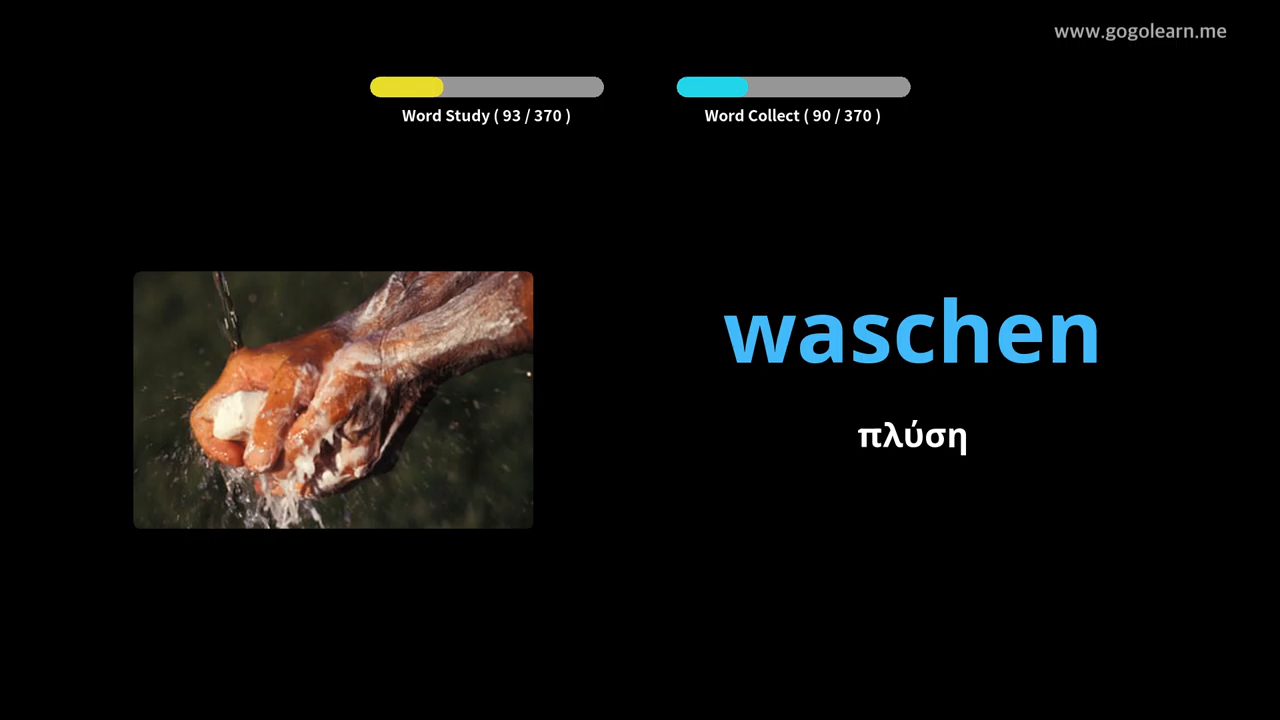 www.gogolearn.me
Word Study ( 93 / 370 )
Word Collect ( 90 / 370 )
waschen
πλύση